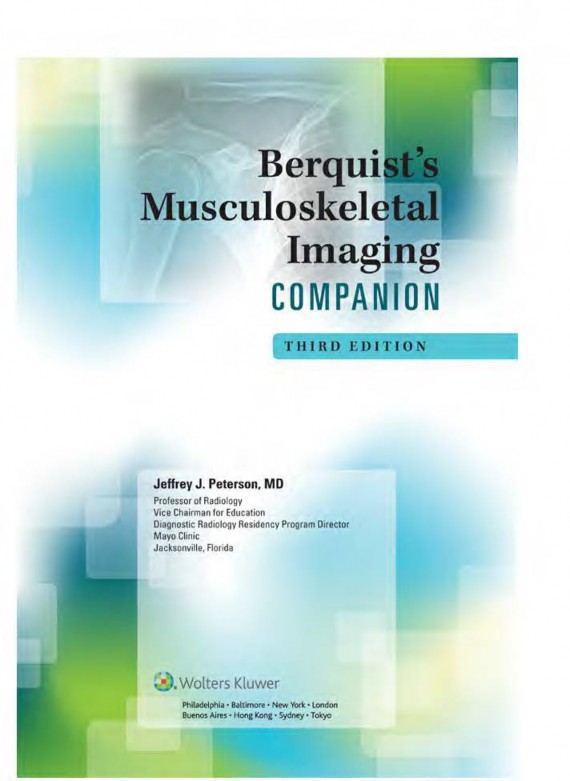 Berquist's
Musculoskeletal
Imaging
COMPANION
THIRD EDITION
Jeffrey J. Peterson, MD
Professor of Radiology
Vice Chairman for Education
Diagnostic Radiology Residency Program Director
Mayo Clinic
Jacksonville, Florida
Wolters Kluwer
Philadelphia • Baltimore • New York • London
Buenos Aires • Hong Kong • Sydney • Tokyo